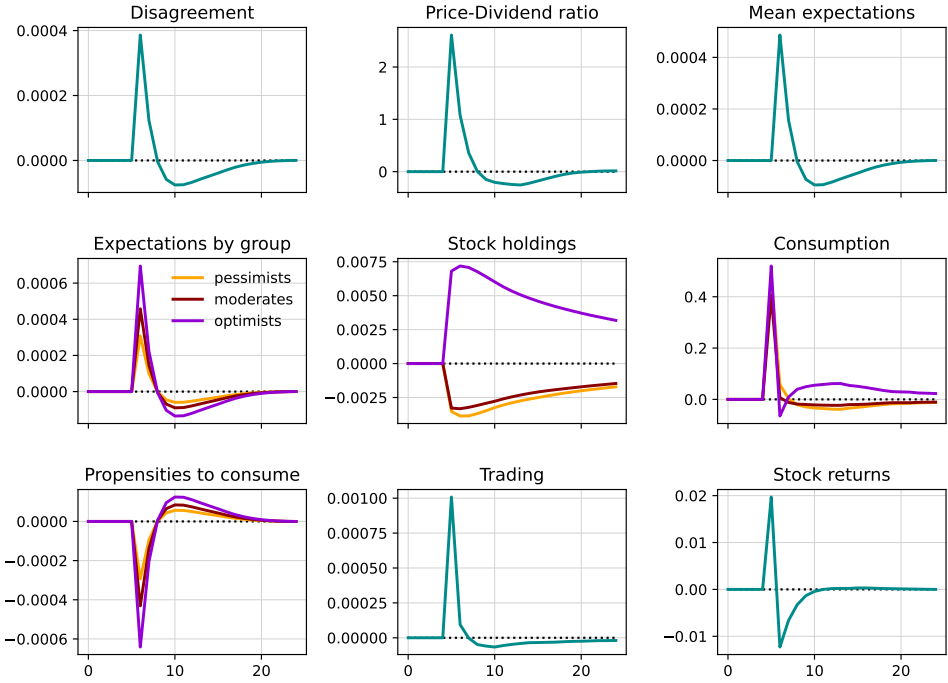 Disagreement
0.0004
0.0002
0.0000
Price-Dividend ratio
2
1
0
Mean expectations
0.0004
0.0002
0.0000
Expectations by group
0.0006
0.0004
0.0002
0.0000
pessimists
moderates
optimists
Stock holdings
0.0075
0.0050
0.0025
0.0000
−0.0025
Consumption
0.4
0.2
0.0
Propensities to consume
0.0000
−0.0002
−0.0004
−0.0006
0 10 20
Trading
0.00100
0.00075
0.00050
0.00025
0.00000
0 10 20
Stock returns
0.02
0.01
0.00
−0.01
0 10 20